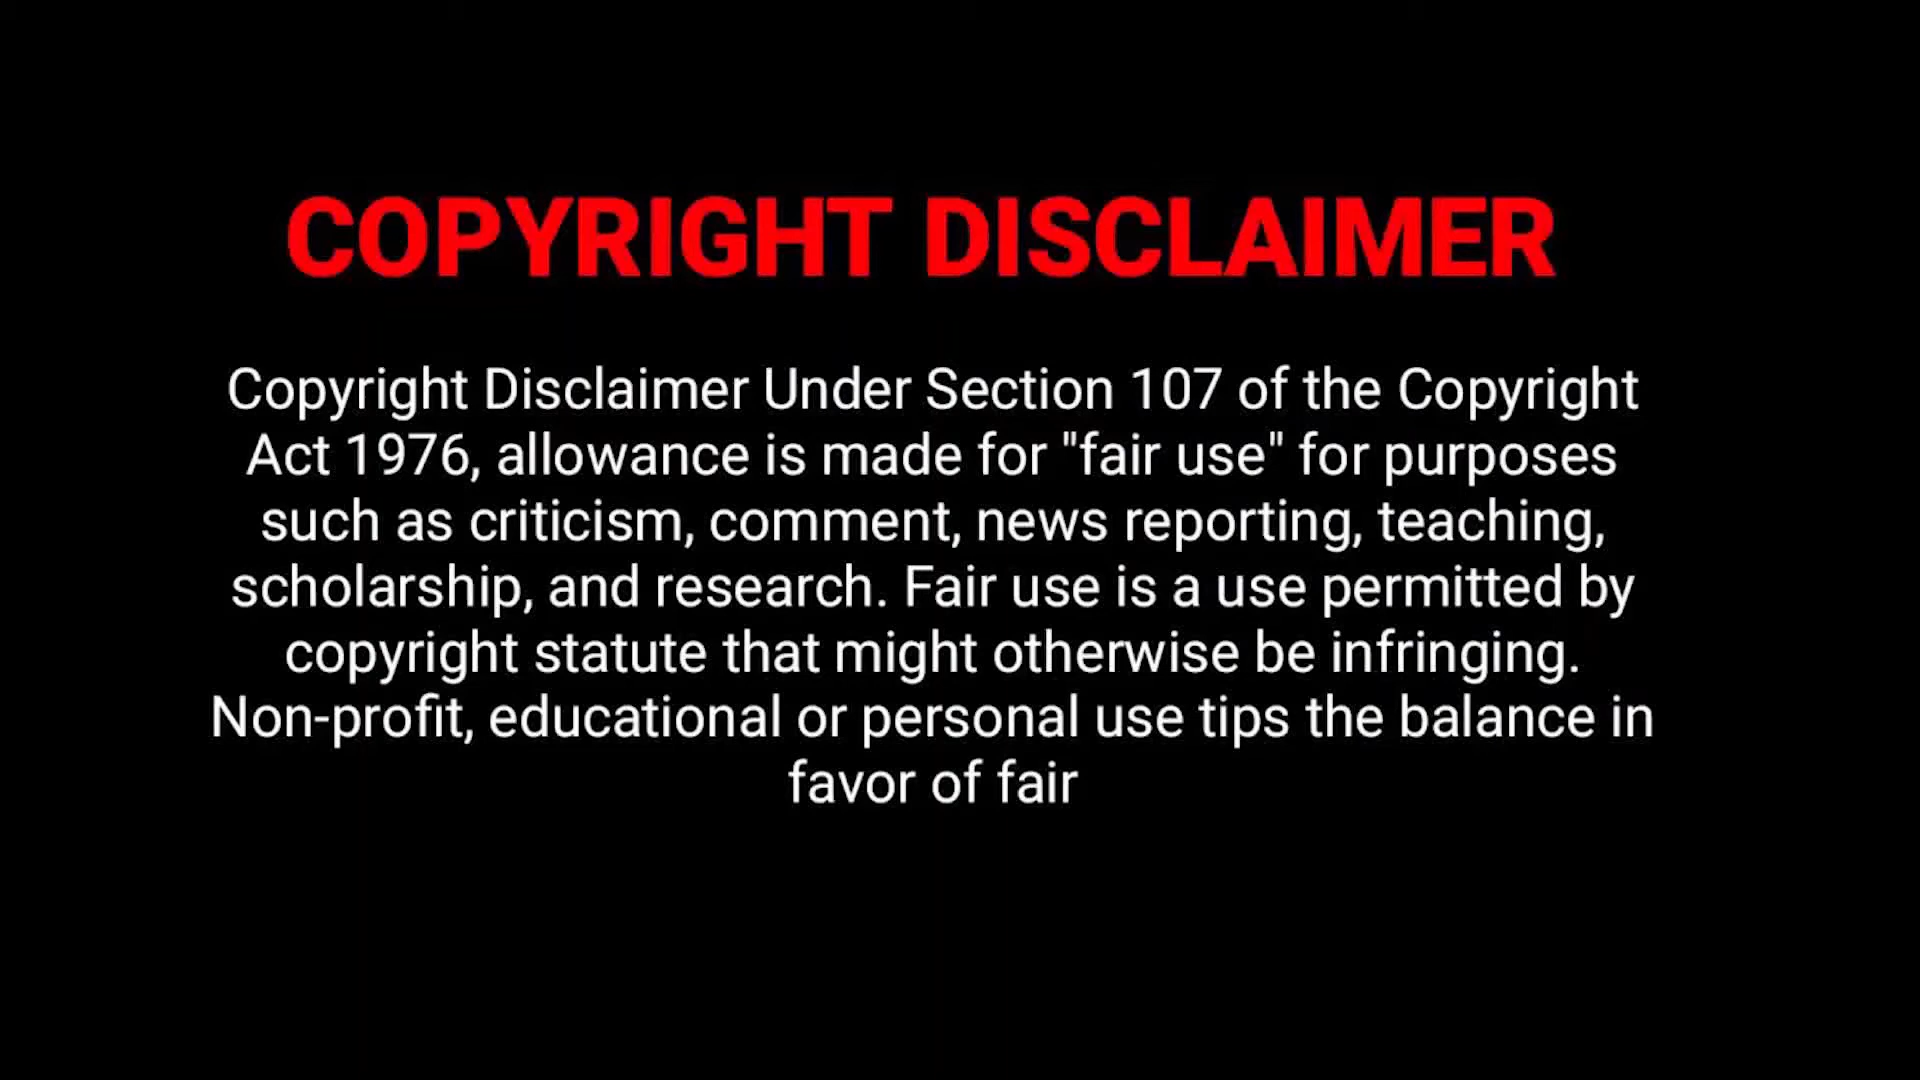 COPYRIGHT DISCLAIMER
Copyright Disclaimer Under Section 107 of the Copyright
Act 1976, allowance is made for "fair use" for purposes
such as criticism, comment, news reporting, teaching,
scholarship, and research. Fair use is a use permitted by
copyright statute that might otherwise be infringing.
Non-profit, educational or personal use tips the balance in
favor of fair